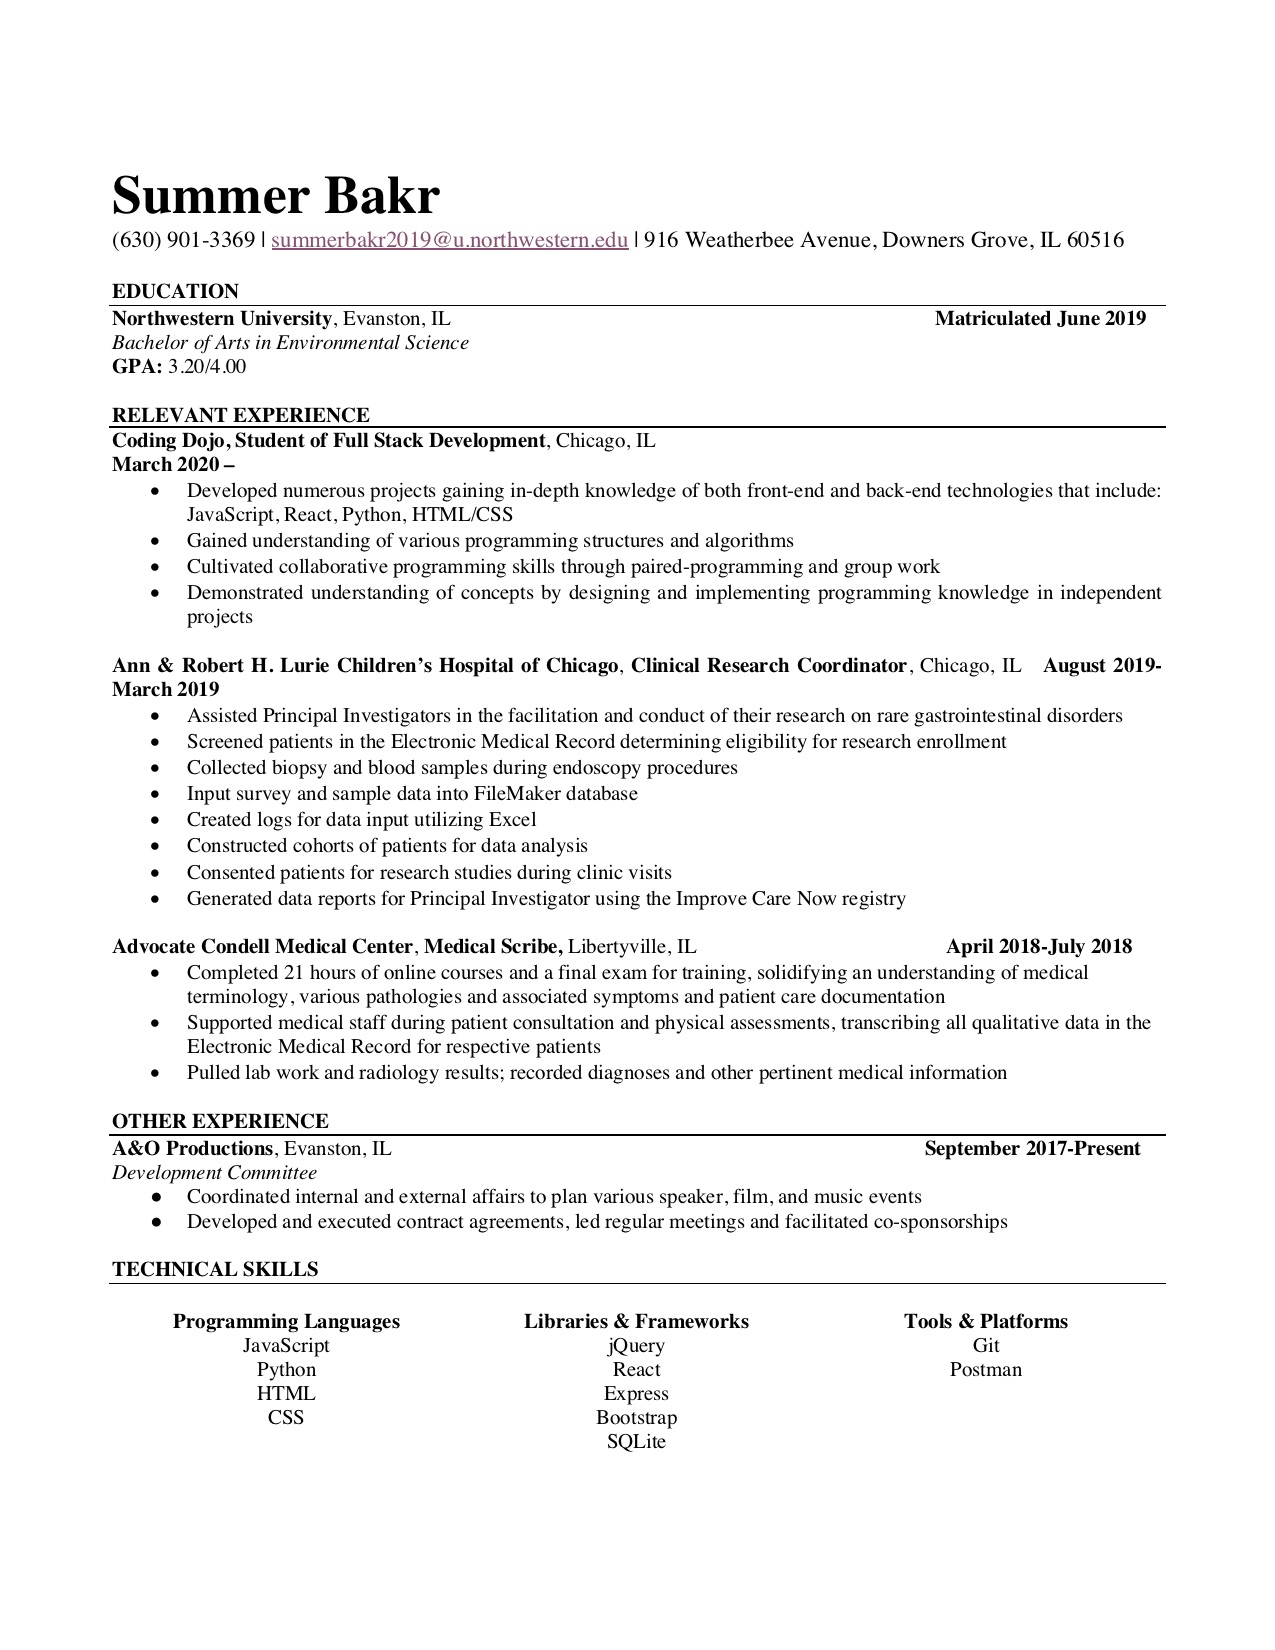 Summer Bakr
(630) 901-3369 | summerbakr2019@u.northwestern.edu | 916 Weatherbee Avenue, Downers Grove, IL 60516
EDUCATION
Northwestern University, Evanston, IL Matriculated June 2019
Bachelor of Arts in Environmental Science
GPA: 3.20/4.00
RELEVANT EXPERIENCE
Coding Dojo, Student of Full Stack Development, Chicago, IL
March 2020 –
● Developed numerous projects gaining in-depth knowledge of both front-end and back-end technologies that include:
JavaScript, React, Python, HTML/CSS
● Gained understanding of various programming structures and algorithms
● Cultivated collaborative programming skills through paired-programming and group work
● Demonstrated understanding of concepts by designing and implementing programming knowledge in independent
projects
Ann & Robert H. Lurie Children’s Hospital of Chicago, Clinical Research Coordinator, Chicago, IL August 2019-
March 2019
● Assisted Principal Investigators in the facilitation and conduct of their research on rare gastrointestinal disorders
● Screened patients in the Electronic Medical Record determining eligibility for research enrollment
● Collected biopsy and blood samples during endoscopy procedures
● Input survey and sample data into FileMaker database
● Created logs for data input utilizing Excel
● Constructed cohorts of patients for data analysis
● Consented patients for research studies during clinic visits
● Generated data reports for Principal Investigator using the Improve Care Now registry
Advocate Condell Medical Center, Medical Scribe, Libertyville, IL April 2018-July 2018
● Completed 21 hours of online courses and a final exam for training, solidifying an understanding of medical
terminology, various pathologies and associated symptoms and patient care documentation
● Supported medical staff during patient consultation and physical assessments, transcribing all qualitative data in the
Electronic Medical Record for respective patients
● Pulled lab work and radiology results; recorded diagnoses and other pertinent medical information
OTHER EXPERIENCE
A&O Productions, Evanston, IL September 2017-Present
Development Committee
● Coordinated internal and external affairs to plan various speaker, film, and music events
● Developed and executed contract agreements, led regular meetings and facilitated co-sponsorships
TECHNICAL SKILLS
Programming Languages Libraries & Frameworks Tools & Platforms
JavaScript jQuery Git
Python React Postman
HTML Express
CSS Bootstrap
SQLite